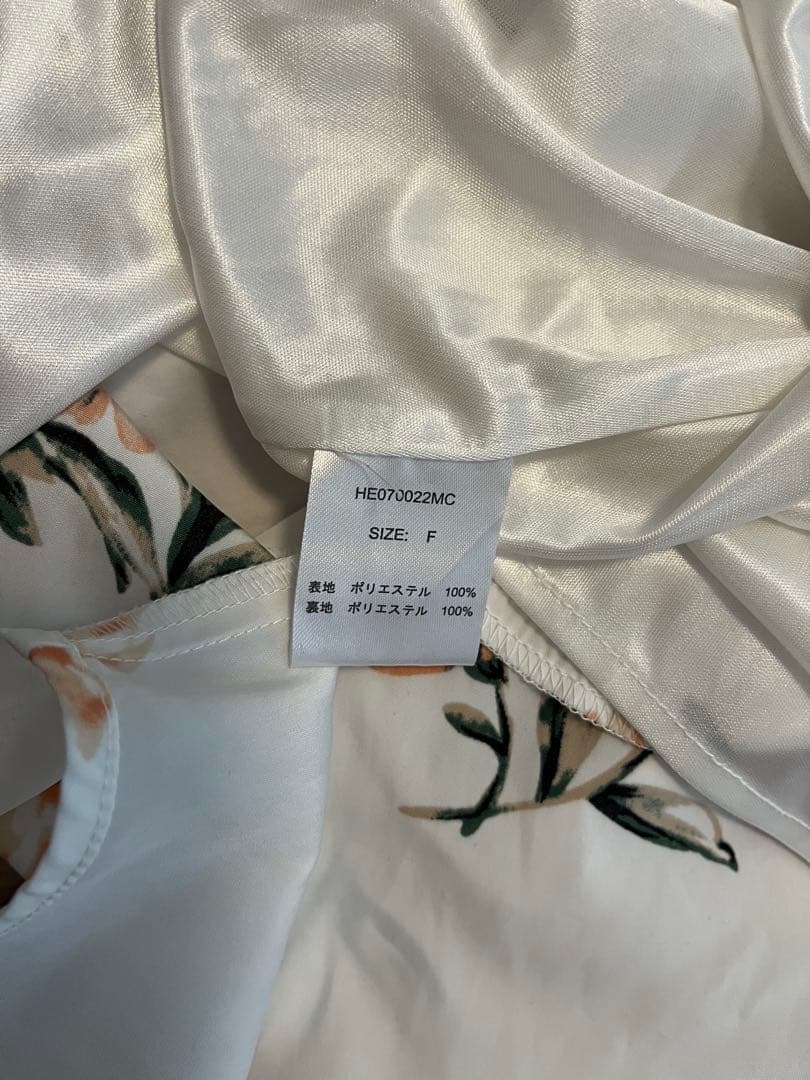 HE070022MC
SIZE: F
表地 ポリエステル 100%
裏地 ポリエステル 100%